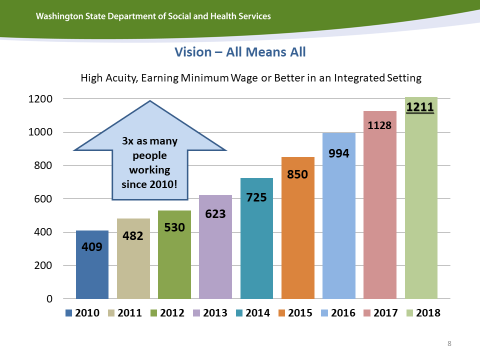 Washington State Department of Social and Health Services
Vision – All Means All
High Acuity, Earning Minimum Wage or Better in an Integrated Setting
1200
1000
800
600
400
200
0
3x as many
people
working
since 2010!
409
482
530
623
725
850
994
1128
1211
2010 2011 2012 2013 2014 2015 2016 2017 2018
8